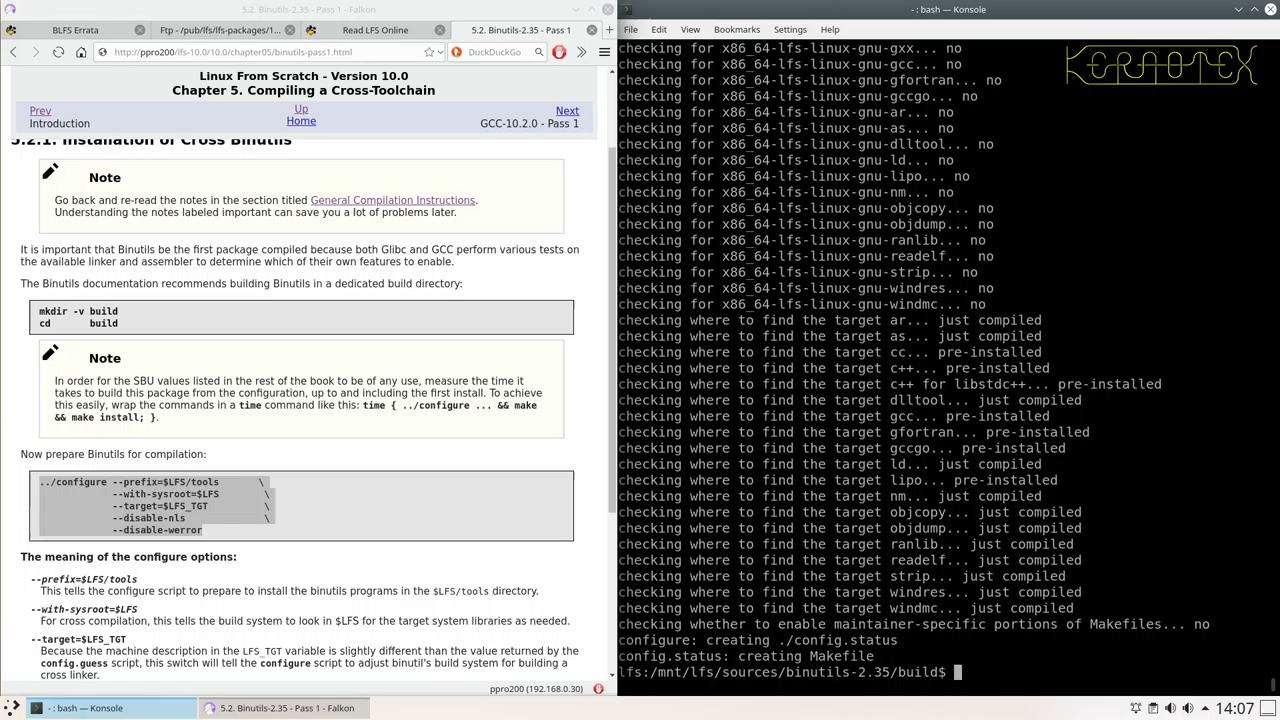 5.2. Binutils-2.35 - Pass 1 - Falkon
BLFS Errata
Ftp - /pub/lfs/lfs-packages/1...
Read LFS Online
5.2. Binutils-2.35 - Pass 1
http://ppro200/lfs-10.0/10.0/chapter05/binutils-pass1.html
DuckDuckGo
Linux From Scratch - Version 10.0
Chapter 5. Compiling a Cross-Toolchain
Prev
Up
Next
Introduction
Home
GCC-10.2.0 - Pass 1
5.2.1. Installation of Cross Binutils
Note
Go back and re-read the notes in the section titled General Compilation Instructions.
Understanding the notes labeled important can save you a lot of problems later.
It is important that Binutils be the first package compiled because both Glibc and GCC perform various tests on
the available linker and assembler to determine which of their own features to enable.
The Binutils documentation recommends building Binutils in a dedicated build directory:
mkdir -v build
cd       build
Note
In order for the SBU values listed in the rest of the book to be of any use, measure the time it
takes to build this package from the configuration, up to and including the first install. To achieve
this easily, wrap the commands in a time command like this: time { ../configure ... && make
&& make install; }.
Now prepare Binutils for compilation:
../configure --prefix=$LFS/tools       \
--with-sysroot=$LFS        \
--target=$LFS_TGT          \
--disable-nls              \
--disable-werror
The meaning of the configure options:
--prefix=$LFS/tools
This tells the configure script to prepare to install the binutils programs in the $LFS/tools directory.
--with-sysroot=$LFS
For cross compilation, this tells the build system to look in $LFS for the target system libraries as needed.
--target=$LFS_TGT
Because the machine description in the LFS_TGT variable is slightly different than the value returned by the
config.guess script, this switch will tell the configure script to adjust binutil's build system for building a
cross linker.
ppro200 (192.168.0.30)
- : bash — Konsole
File Edit View Bookmarks Settings Help
KERNOTEX
checking for x86_64-lfs-linux-gnu-gxx... no
checking for x86_64-lfs-linux-gnu-gcc... no
checking for x86_64-lfs-linux-gnu-gfortran... no
checking for x86_64-lfs-linux-gnu-gccgo... no
checking for x86_64-lfs-linux-gnu-ar... no
checking for x86_64-lfs-linux-gnu-as... no
checking for x86_64-lfs-linux-gnu-dlltool... no
checking for x86_64-lfs-linux-gnu-ld... no
checking for x86_64-lfs-linux-gnu-lipo... no
checking for x86_64-lfs-linux-gnu-nm... no
checking for x86_64-lfs-linux-gnu-objcopy... no
checking for x86_64-lfs-linux-gnu-objdump... no
checking for x86_64-lfs-linux-gnu-ranlib... no
checking for x86_64-lfs-linux-gnu-readelf... no
checking for x86_64-lfs-linux-gnu-strip... no
checking for x86_64-lfs-linux-gnu-windres... no
checking for x86_64-lfs-linux-gnu-windmc... no
checking where to find the target ar... just compiled
checking where to find the target as... just compiled
checking where to find the target cc... pre-installed
checking where to find the target c++... pre-installed
checking where to find the target c++ for libstdc++... pre-installed
checking where to find the target dlltool... just compiled
checking where to find the target gcc... pre-installed
checking where to find the target gfortran... pre-installed
checking where to find the target gccgo... pre-installed
checking where to find the target ld... just compiled
checking where to find the target lipo... pre-installed
checking where to find the target nm... just compiled
checking where to find the target objcopy... just compiled
checking where to find the target objdump... just compiled
checking where to find the target ranlib... just compiled
checking where to find the target readelf... just compiled
checking where to find the target strip... just compiled
checking where to find the target windres... just compiled
checking where to find the target windmc... just compiled
checking whether to enable maintainer-specific portions of Makefiles... no
configure: creating ./config.status
config.status: creating Makefile
lfs:/mnt/lfs/sources/binutils-2.35/build$
- : bash — Konsole
5.2. Binutils-2.35 - Pass 1 - Falkon
14:07